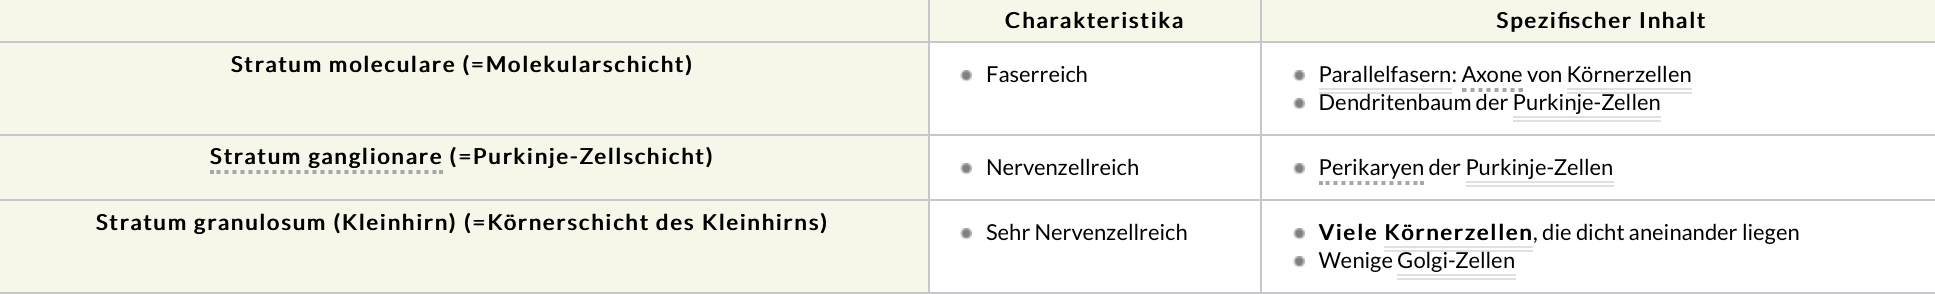 Charakteristika
Spezifischer Inhalt
Stratum moleculare (=Molekularschicht)
Faserreich
Parallelfasern: Axone von Körnerzellen
Dendritenbaum der Purkinje-Zellen
Stratum ganglionare (=Purkinje-Zellschicht)
Nervenzellreich
Perikaryen der Purkinje-Zellen
Stratum granulosum (Kleinhirn) (=Körnerschicht des Kleinhirns)
Sehr Nervenzellreich
Viele Körnerzellen, die dicht aneinander liegen
Wenige Golgi-Zellen